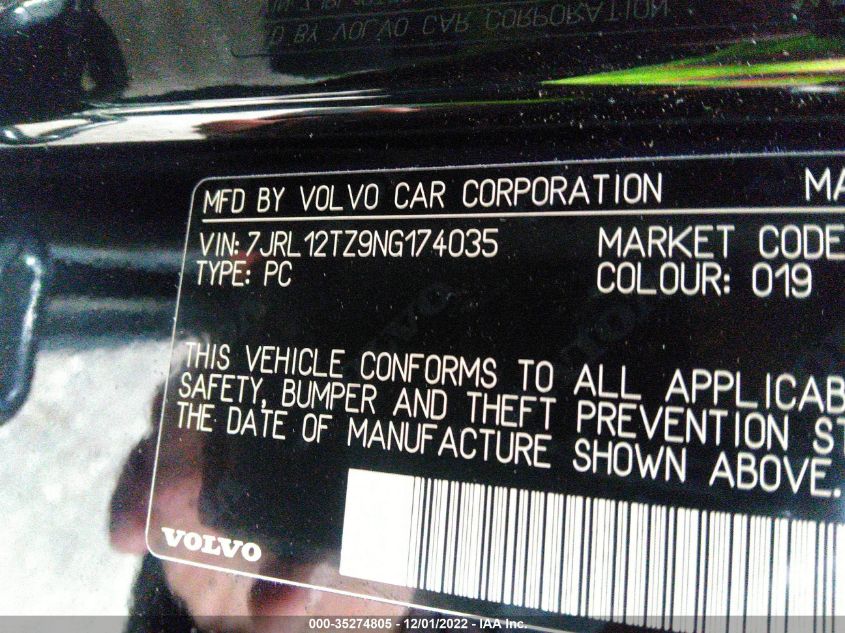 MFD BY VOLVO CAR CORPORATION MA
VIN: 7JRL12TZ9NG174035 MARKET CODE
TYPE: PC COLOUR: 019
THIS VEHICLE CONFORMS TO ALL APPLICAB
SAFETY, BUMPER AND THEFT PREVENTION ST
THE DATE OF MANUFACTURE SHOWN ABOVE.
VOLVO
000-35274805 - 12/01/2022 - IAA Inc.